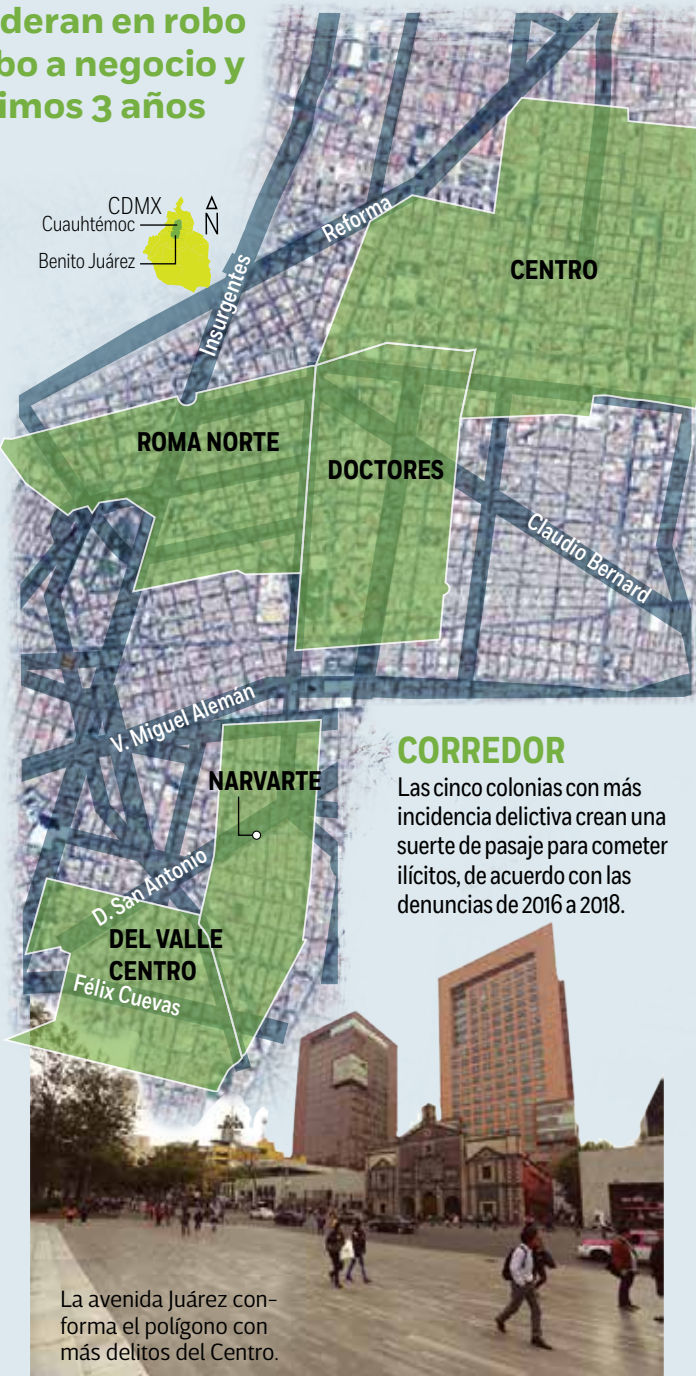 deran en robo
bo a negocio y
imos 3 años
CDMX
N
Cuauhtémoc
Benito Juárez
Reforma
Insurgentes
CENTRO
ROMA NORTE
DOCTORES
Claudio Bernard
V. Miguel Alemán
NARVARTE
D. San Antonio
DEL VALLE
CENTRO
Félix Cuevas
CORREDOR
Las cinco colonias con más
incidencia delictiva crean una
suerte de pasaje para cometer
ilícitos, de acuerdo con las
denuncias de 2016 a 2018.
La avenida Juárez con-
forma el polígono con
más delitos del Centro.